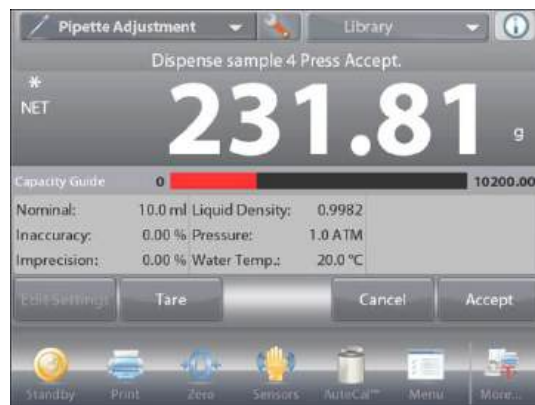 Pipette Adjustment Library
Dispense sample 4 Press Accept.
*
NET
231.81 g
Capacity Guide 0 10200.00
Nominal: 10.0 ml Liquid Density: 0.9982
Inaccuracy: 0.00 % Pressure: 1.0 ATM
Imprecision: 0.00 % Water Temp.: 20.0 °C
Edit Settings Tare Cancel Accept
Standby Print Zero Sensors AutoCal™ Menu More...